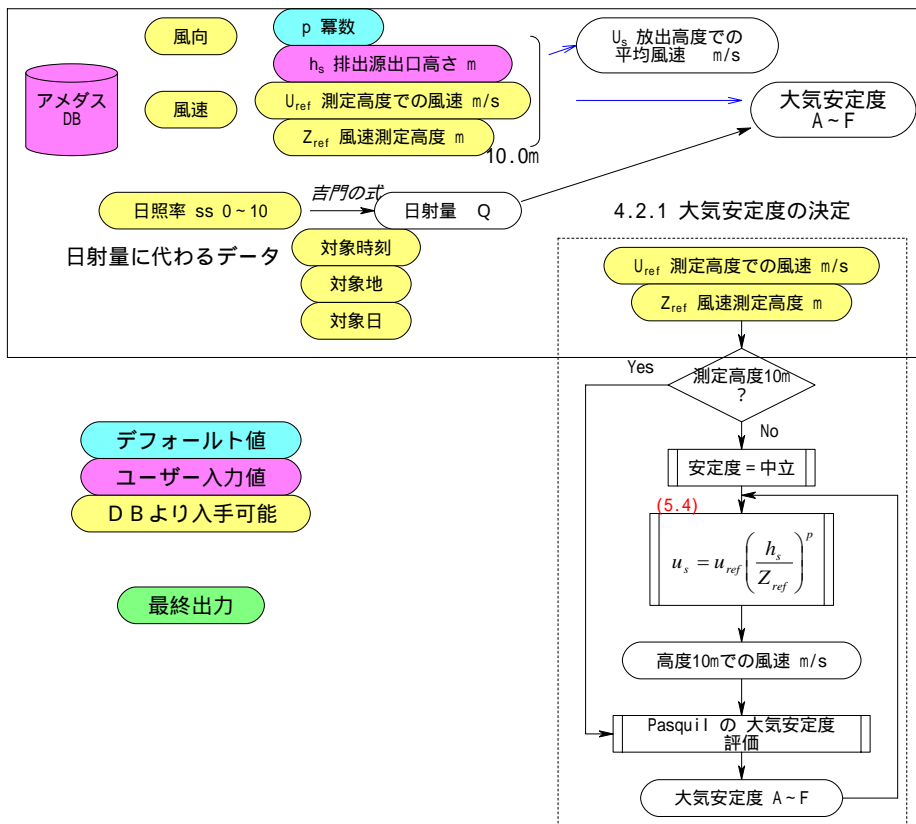 風向
p 冪数
hs 排出源出口高さ m
Us 放出高度での
平均風速 m/s
アメダス
DB
風速
Uref 測定高度での風速 m/s
Zref 風速測定高度 m
10.0m
大気安定度
A~F
日照率 ss 0~10
吉門の式
日射量 Q
4.2.1 大気安定度の決定
日射量に代わるデータ
対象時刻
対象地
対象日
Uref 測定高度での風速 m/s
Zref 風速測定高度 m
Yes
測定高度10m
?
No
安定度=中立
デフォールト値
ユーザー入力値
DBより入手可能
(5.4)
u_s = u_ref (h_s / Z_ref)^p
最終出力
高度10mでの風速 m/s
Pasquil の 大気安定度
評価
大気安定度 A~F